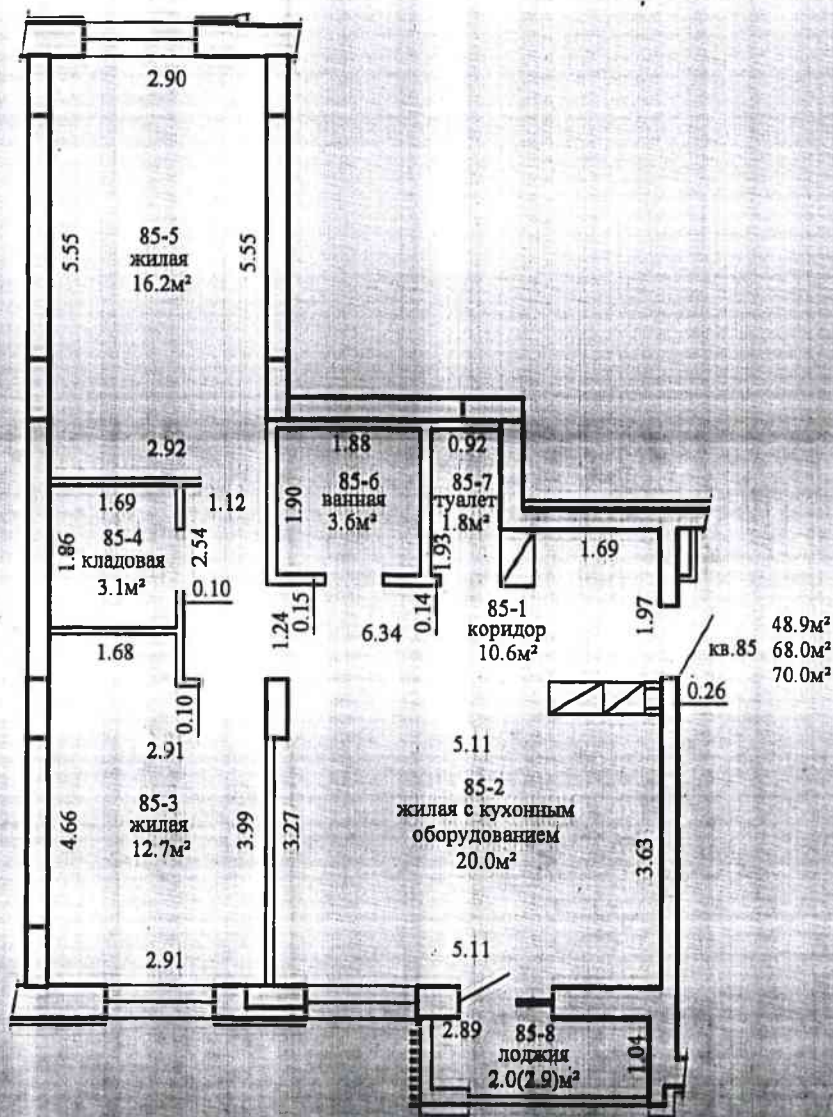 2.90
5.55
85-5
жилая
16.2м²
5.55
2.92
1.69
1.12
1.86
85-4
кладовая
3.1м²
2.54
0.10
1.88
0.92
1.90
85-6
ванная
3.6м²
85-7
туалет
1.8м²
1.93
1.69
1.24
0.15
6.34
0.14
85-1
коридор
10.6м²
1.97
кв.85
48.9м²
68.0м²
70.0м²
0.26
1.68
0.10
2.91
4.66
85-3
жилая
12.7м²
3.99
3.27
5.11
85-2
жилая с кухонным
оборудованием
20.0м²
3.63
2.91
5.11
2.89
85-8
лоджия
2.0(2.9)м²
1.04